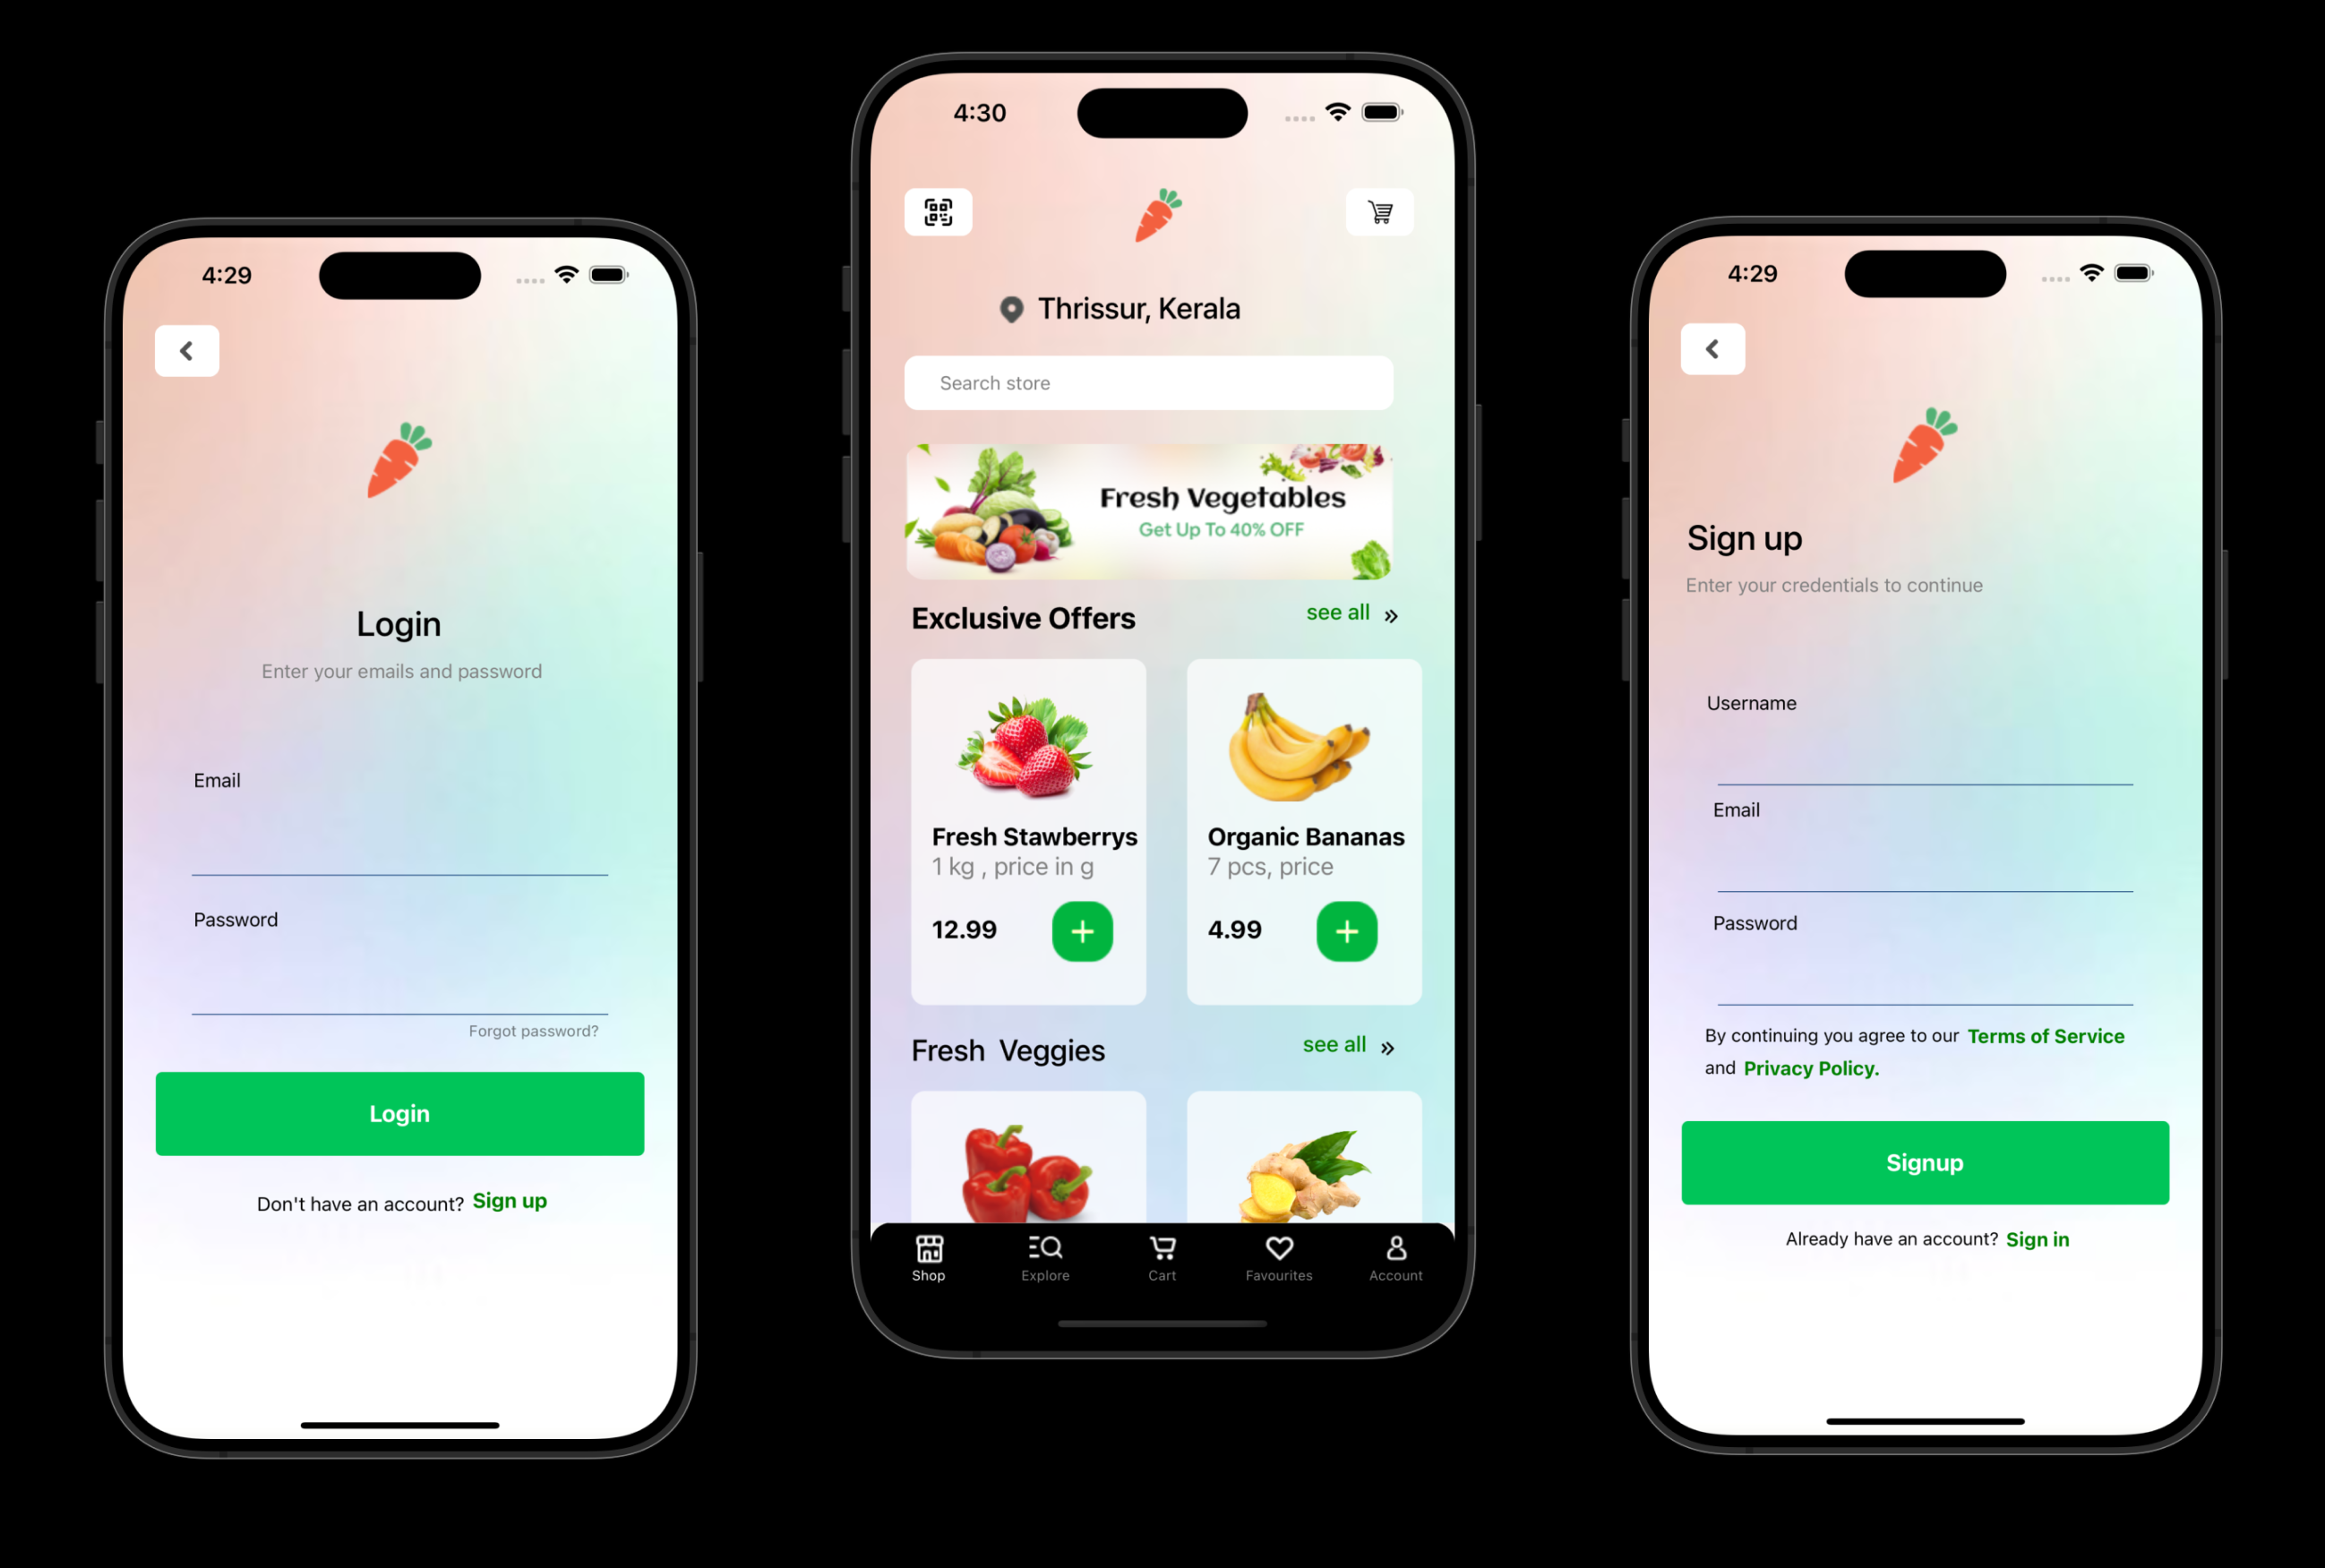 4:29
Login
Enter your emails and password
Email
Password
Forgot password?
Login
Don't have an account? Sign up
4:30
Thrissur, Kerala
Search store
Fresh Vegetables
Get Up To 40% OFF
Exclusive Offers see all
Fresh Stawberrys Organic Bananas
1 kg , price in g 7 pcs, price
12.99 4.99
Fresh Veggies see all
Shop Explore Cart Favourites Account
4:29
Sign up
Enter your credentials to continue
Username
Email
Password
By continuing you agree to our Terms of Service
and Privacy Policy.
Signup
Already have an account? Sign in